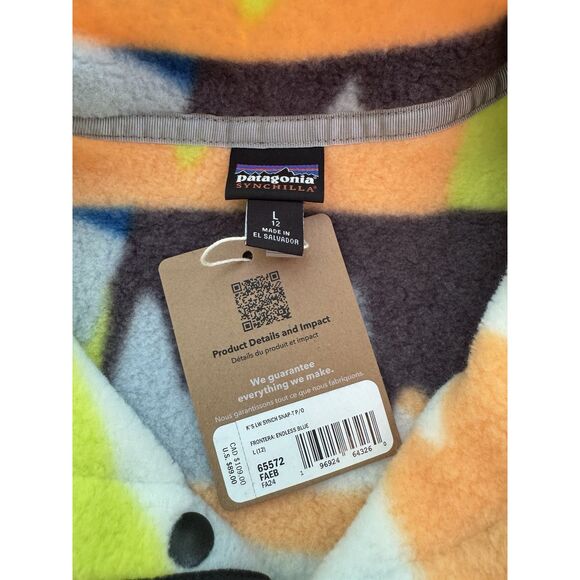 patagonia®
SYNCHILLA®
L
12
MADE IN
EL SALVADOR
Product Details and Impact
Détails du produit et impact
We guarantee
everything we make.
Nous garantissons tout ce que nous fabriquons.
K'S LW SYNCH SNAP-T P/O
FRONTERA: ENDLESS BLUE
L (12)
CAD $109.00
U.S. $89.00
65572
FAEB
FA24
1 96924 64326 0